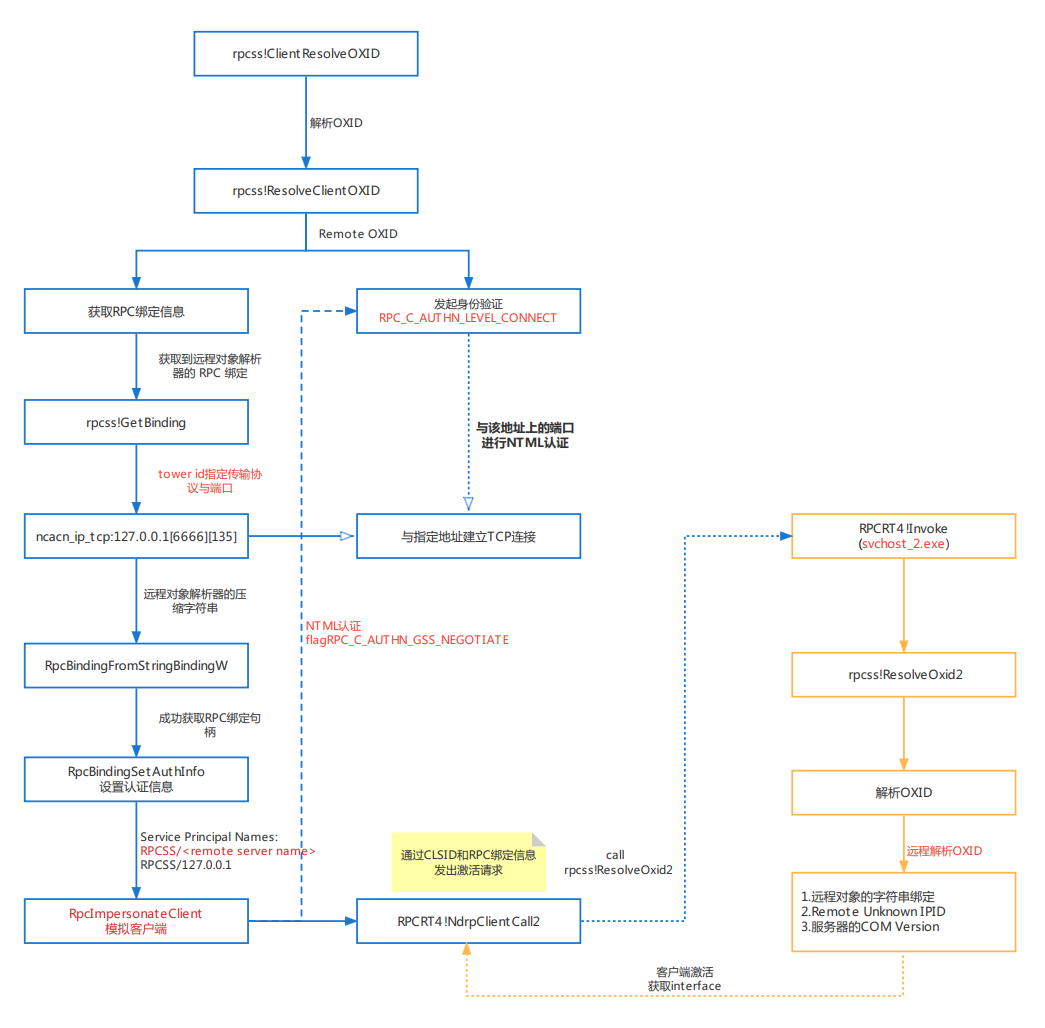 rpcss!ClientResolveOXID
解析OXID
rpcss!ResolveClientOXID
Remote OXID
获取RPC绑定信息
发起身份验证
RPC_C_AUTHN_LEVEL_CONNECT
获取到远程对象解析
器的 RPC 绑定
rpcss!GetBinding
与该地址上的端口
进行NTML认证
tower id指定传输协
议与端口
ncacn_ip_tcp:127.0.0.1[6666][135]
与指定地址建立TCP连接
RPCRT4!Invoke
(svchost_2.exe)
远程对象解析器的压
缩字符串
NTML认证
flagRPC_C_AUTHN_GSS_NEGOTIATE
RpcBindingFromStringBindingW
rpcss!ResolveOxid2
成功获取RPC绑定句
柄
RpcBindingSetAuthInfo
设置认证信息
解析OXID
Service Principal Names:
RPCSS/<remote server name>
RPCSS/127.0.0.1
通过CLSID和RPC绑定信息
发出激活请求
call
rpcss!ResolveOxid2
远程解析OXID
RpcImpersonateClient
模拟客户端
RPCRT4!NdrpClientCall2
1.远程对象的字符串绑定
2.Remote Unknown IPID
3.服务器的COM Version
客户端激活
获取interface